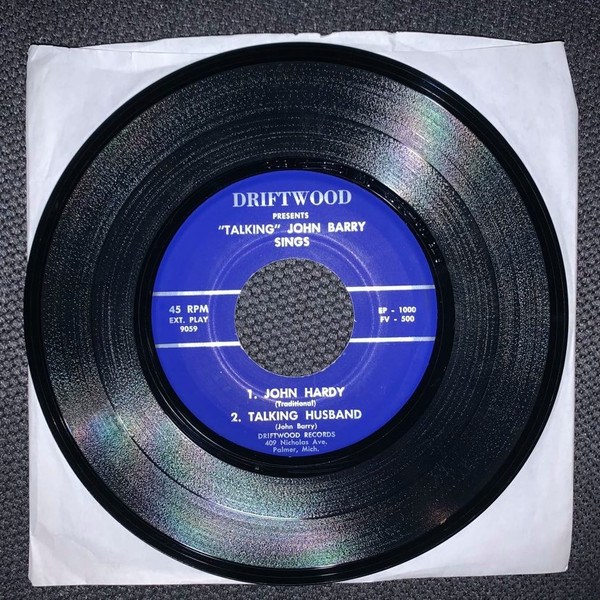 DRIFTWOOD
PRESENTS
"TALKING" JOHN BARRY
SINGS
45 RPM
EXT. PLAY
9059
EP - 1000
FV - 500
1. JOHN HARDY
(Traditional)
2. TALKING HUSBAND
(John Barry)
DRIFTWOOD RECORDS
409 Nicholas Ave.
Palmer, Mich.